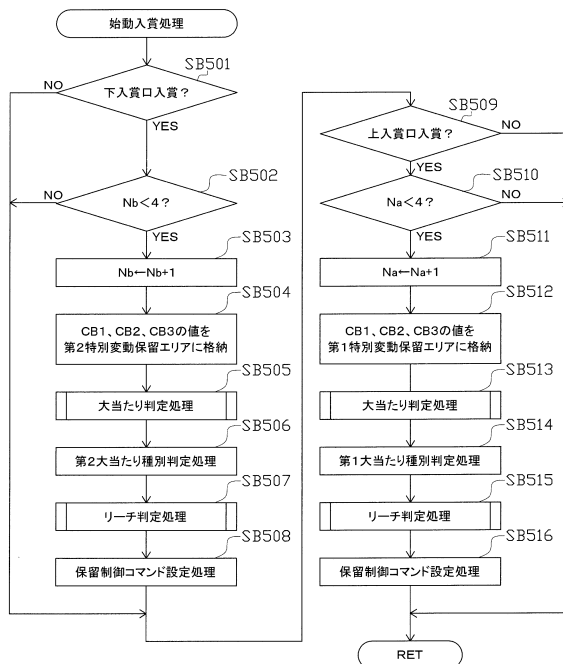 始動入賞処理
SB501
NO
下入賞口入賞?
YES
SB502
NO
Nb<4?
YES
SB503
Nb←Nb+1
SB504
CB1、CB2、CB3の値を
第2特別変動保留エリアに格納
SB505
大当たり判定処理
SB506
第2大当たり種別判定処理
SB507
リーチ判定処理
SB508
保留制御コマンド設定処理
SB509
上入賞口入賞?
NO
YES
SB510
Na<4?
NO
YES
SB511
Na←Na+1
SB512
CB1、CB2、CB3の値を
第1特別変動保留エリアに格納
SB513
大当たり判定処理
SB514
第1大当たり種別判定処理
SB515
リーチ判定処理
SB516
保留制御コマンド設定処理
RET